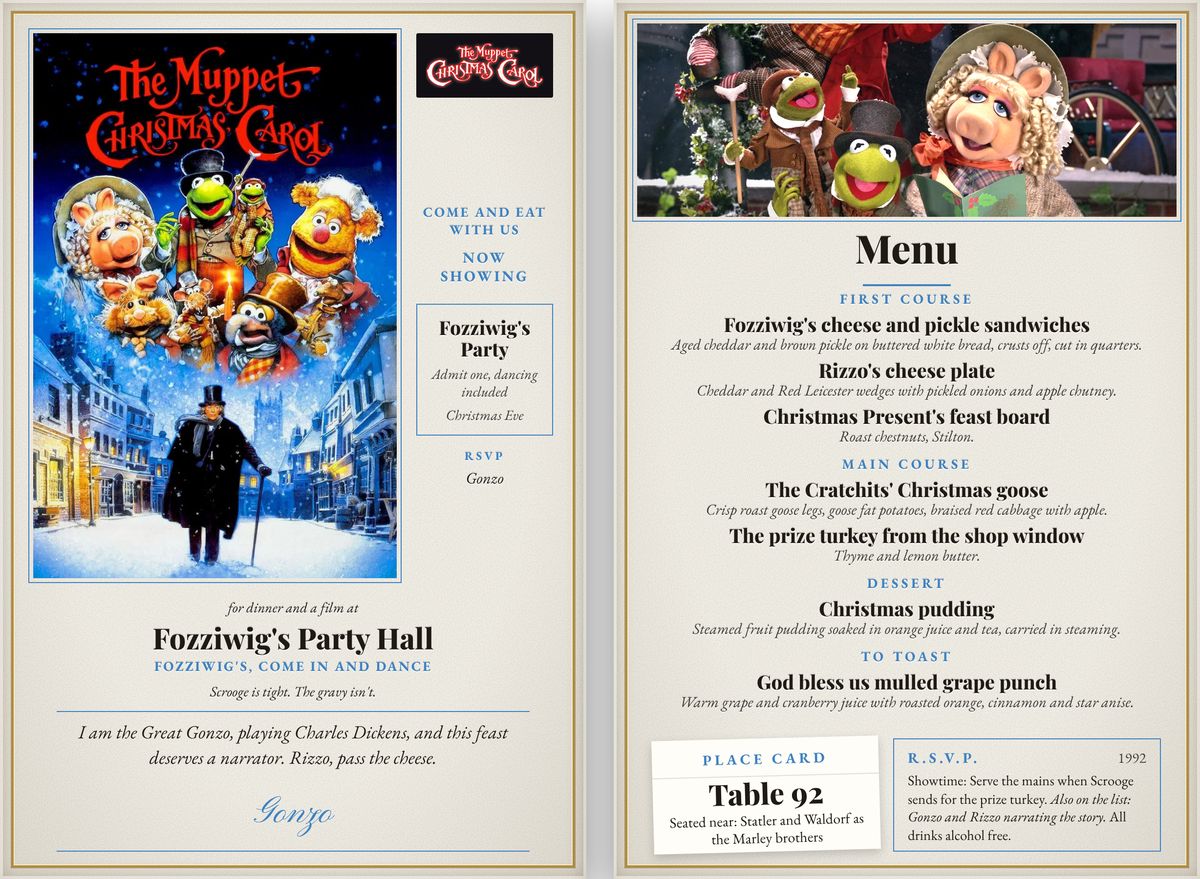 The Muppet
Christmas Carol
The Muppet
Christmas Carol
COME AND EAT
WITH US
NOW
SHOWING
Fozziwig's
Party
Admit one, dancing
included
Christmas Eve
RSVP
Gonzo
for dinner and a film at
Fozziwig's Party Hall
FOZZIWIG'S, COME IN AND DANCE
Scrooge is tight. The gravy isn't.
I am the Great Gonzo, playing Charles Dickens, and this feast
deserves a narrator. Rizzo, pass the cheese.
Gonzo
Menu
FIRST COURSE
Fozziwig's cheese and pickle sandwiches
Aged cheddar and brown pickle on buttered white bread, crusts off, cut in quarters.
Rizzo's cheese plate
Cheddar and Red Leicester wedges with pickled onions and apple chutney.
Christmas Present's feast board
Roast chestnuts, Stilton.
MAIN COURSE
The Cratchits' Christmas goose
Crisp roast goose legs, goose fat potatoes, braised red cabbage with apple.
The prize turkey from the shop window
Thyme and lemon butter.
DESSERT
Christmas pudding
Steamed fruit pudding soaked in orange juice and tea, carried in steaming.
TO TOAST
God bless us mulled grape punch
Warm grape and cranberry juice with roasted orange, cinnamon and star anise.
PLACE CARD
Table 92
Seated near: Statler and Waldorf as
the Marley brothers
R.S.V.P. 1992
Showtime: Serve the mains when Scrooge
sends for the prize turkey. Also on the list:
Gonzo and Rizzo narrating the story. All
drinks alcohol free.